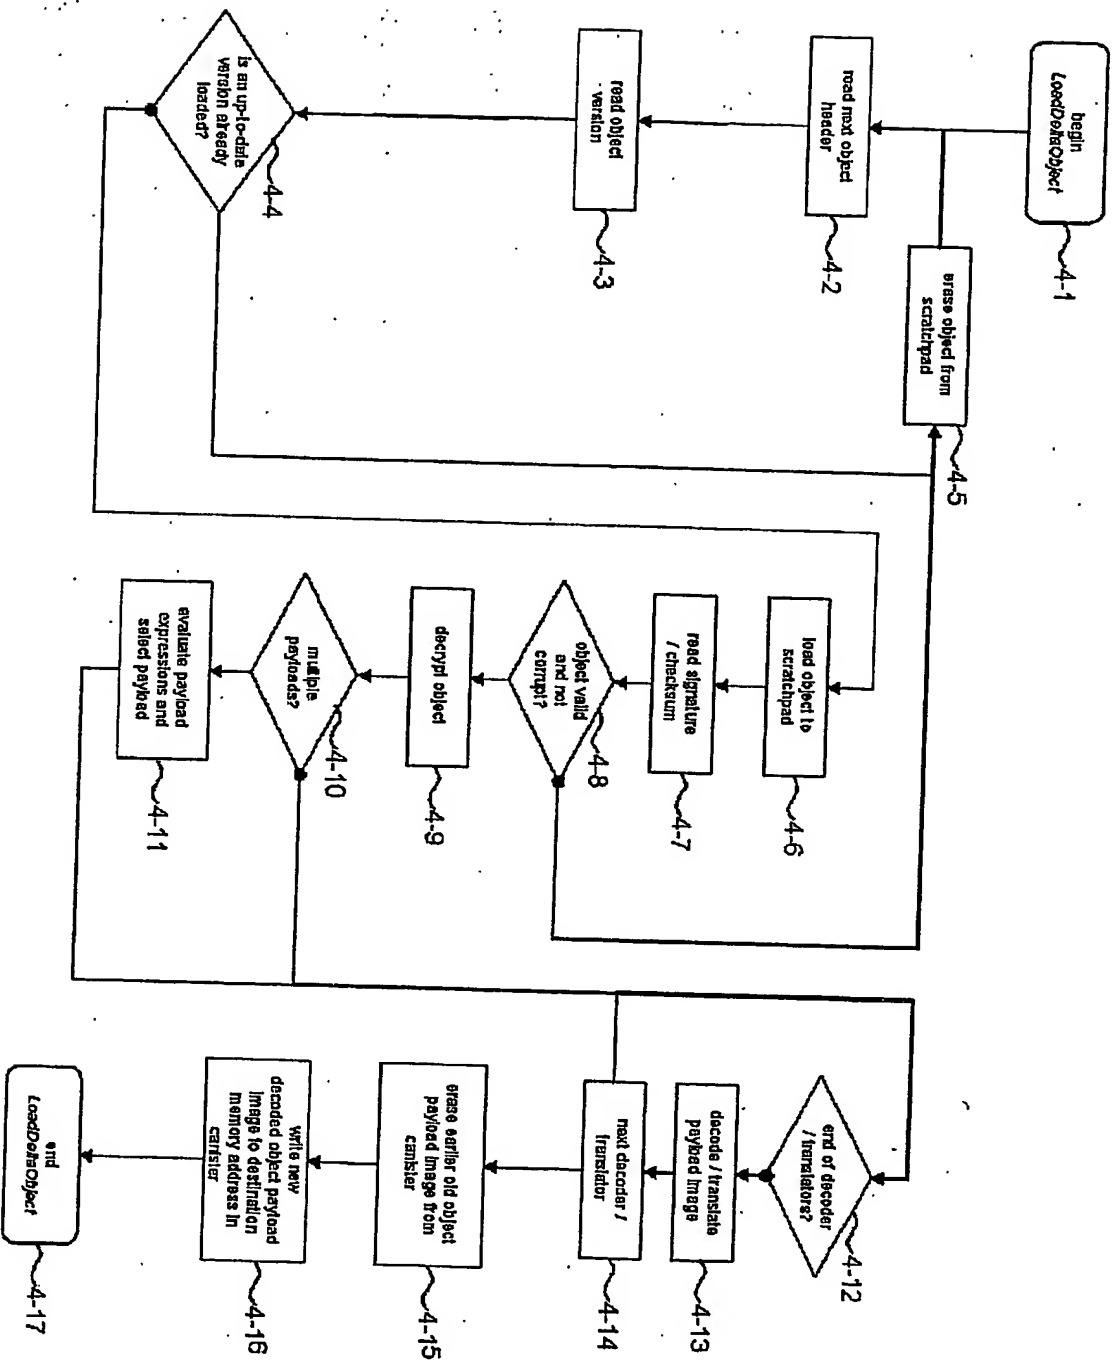 begin
LoadDeltaObject
4-1
read next object
header
4-2
read object
version
4-3
is an up-to-date
version already
loaded?
4-4
erase object from
scratchpad
4-5
load object to
scratchpad
4-6
read signature
/ checksum
4-7
object valid
and not
corrupt?
4-8
decrypt object
4-9
multiple
payloads?
4-10
evaluate payload
expressions and
select payload
4-11
end of decoder
/ translators?
4-12
decode / translate
payload image
4-13
next decoder /
translator
4-14
erase earlier old object
payload image from
canister
4-15
write new
decoded object payload
image to destination
memory address in
canister
4-16
end
LoadDeltaObject
4-17